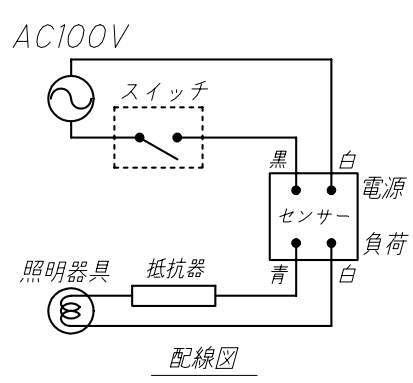 AC100V
スイッチ
黒 白
電源
センサー
負荷
青 白
照明器具 抵抗器
配線図